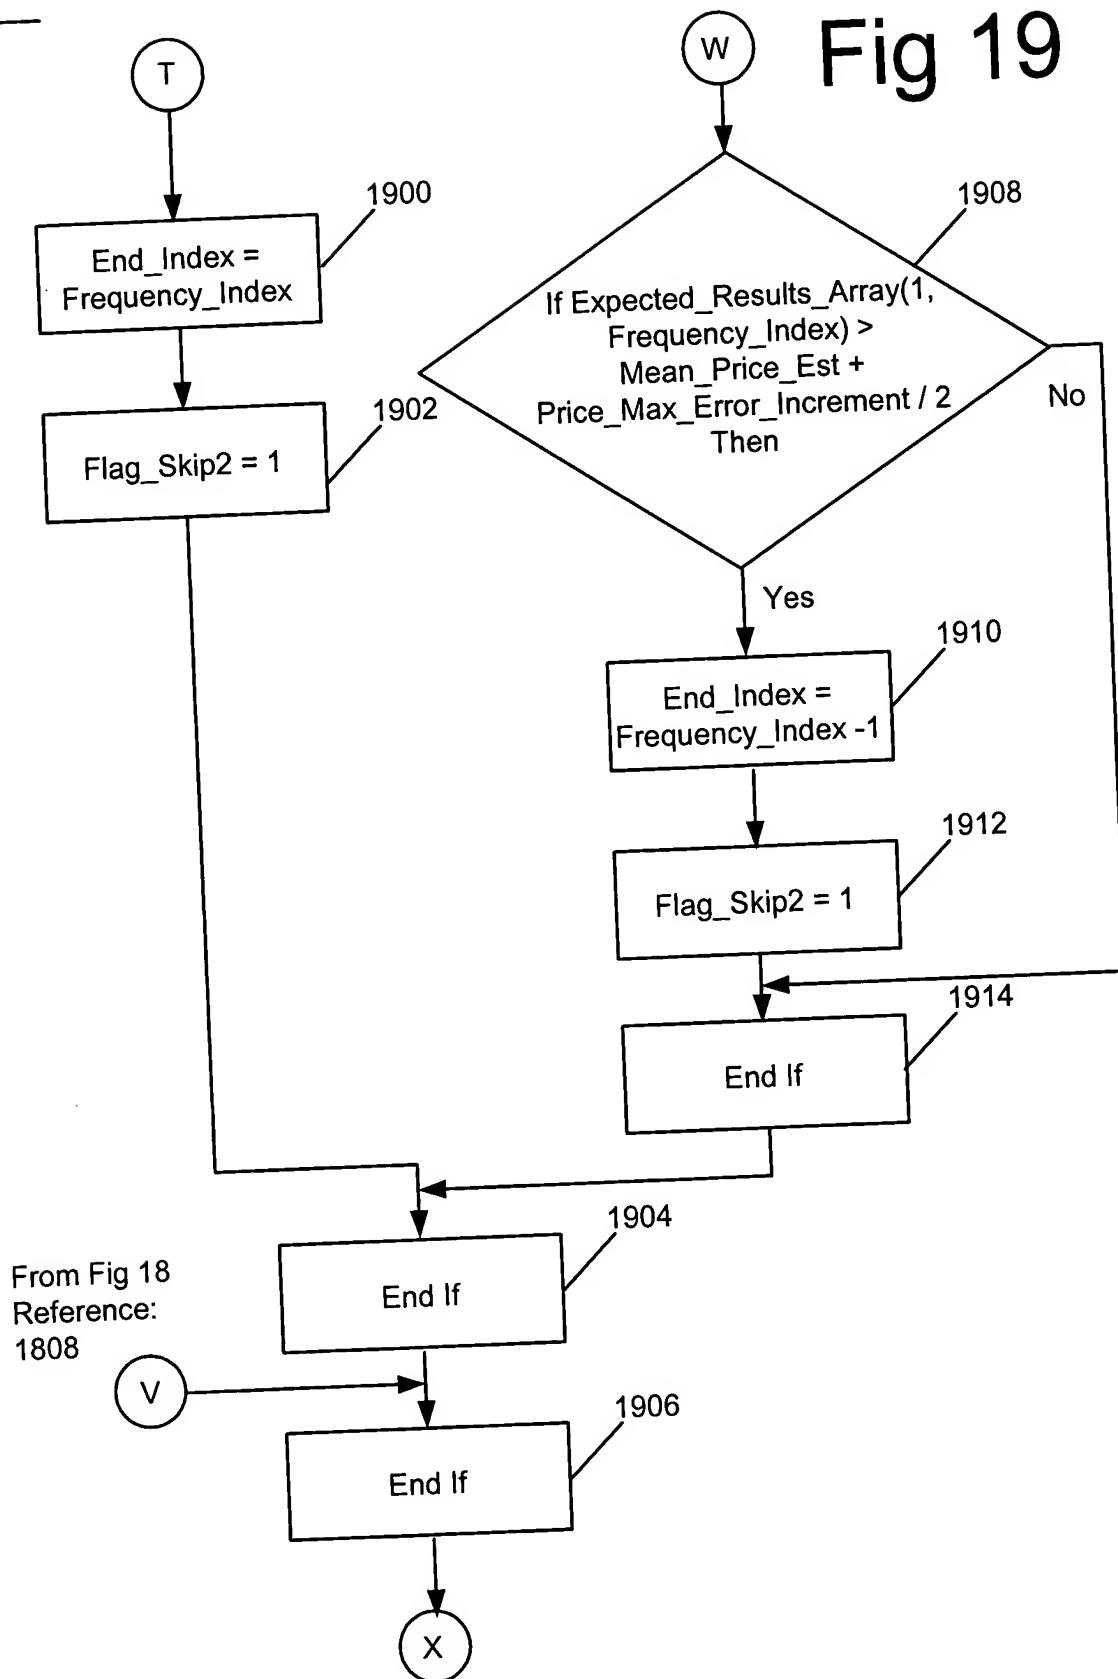 Fig 19
T
1900
End_Index =
Frequency_Index
1902
Flag_Skip2 = 1
W
1908
If Expected_Results_Array(1,
Frequency_Index) >
Mean_Price_Est +
Price_Max_Error_Increment / 2
Then
No
Yes
1910
End_Index =
Frequency_Index -1
1912
Flag_Skip2 = 1
1914
End If
1904
End If
From Fig 18
Reference:
1808
V
1906
End If
X